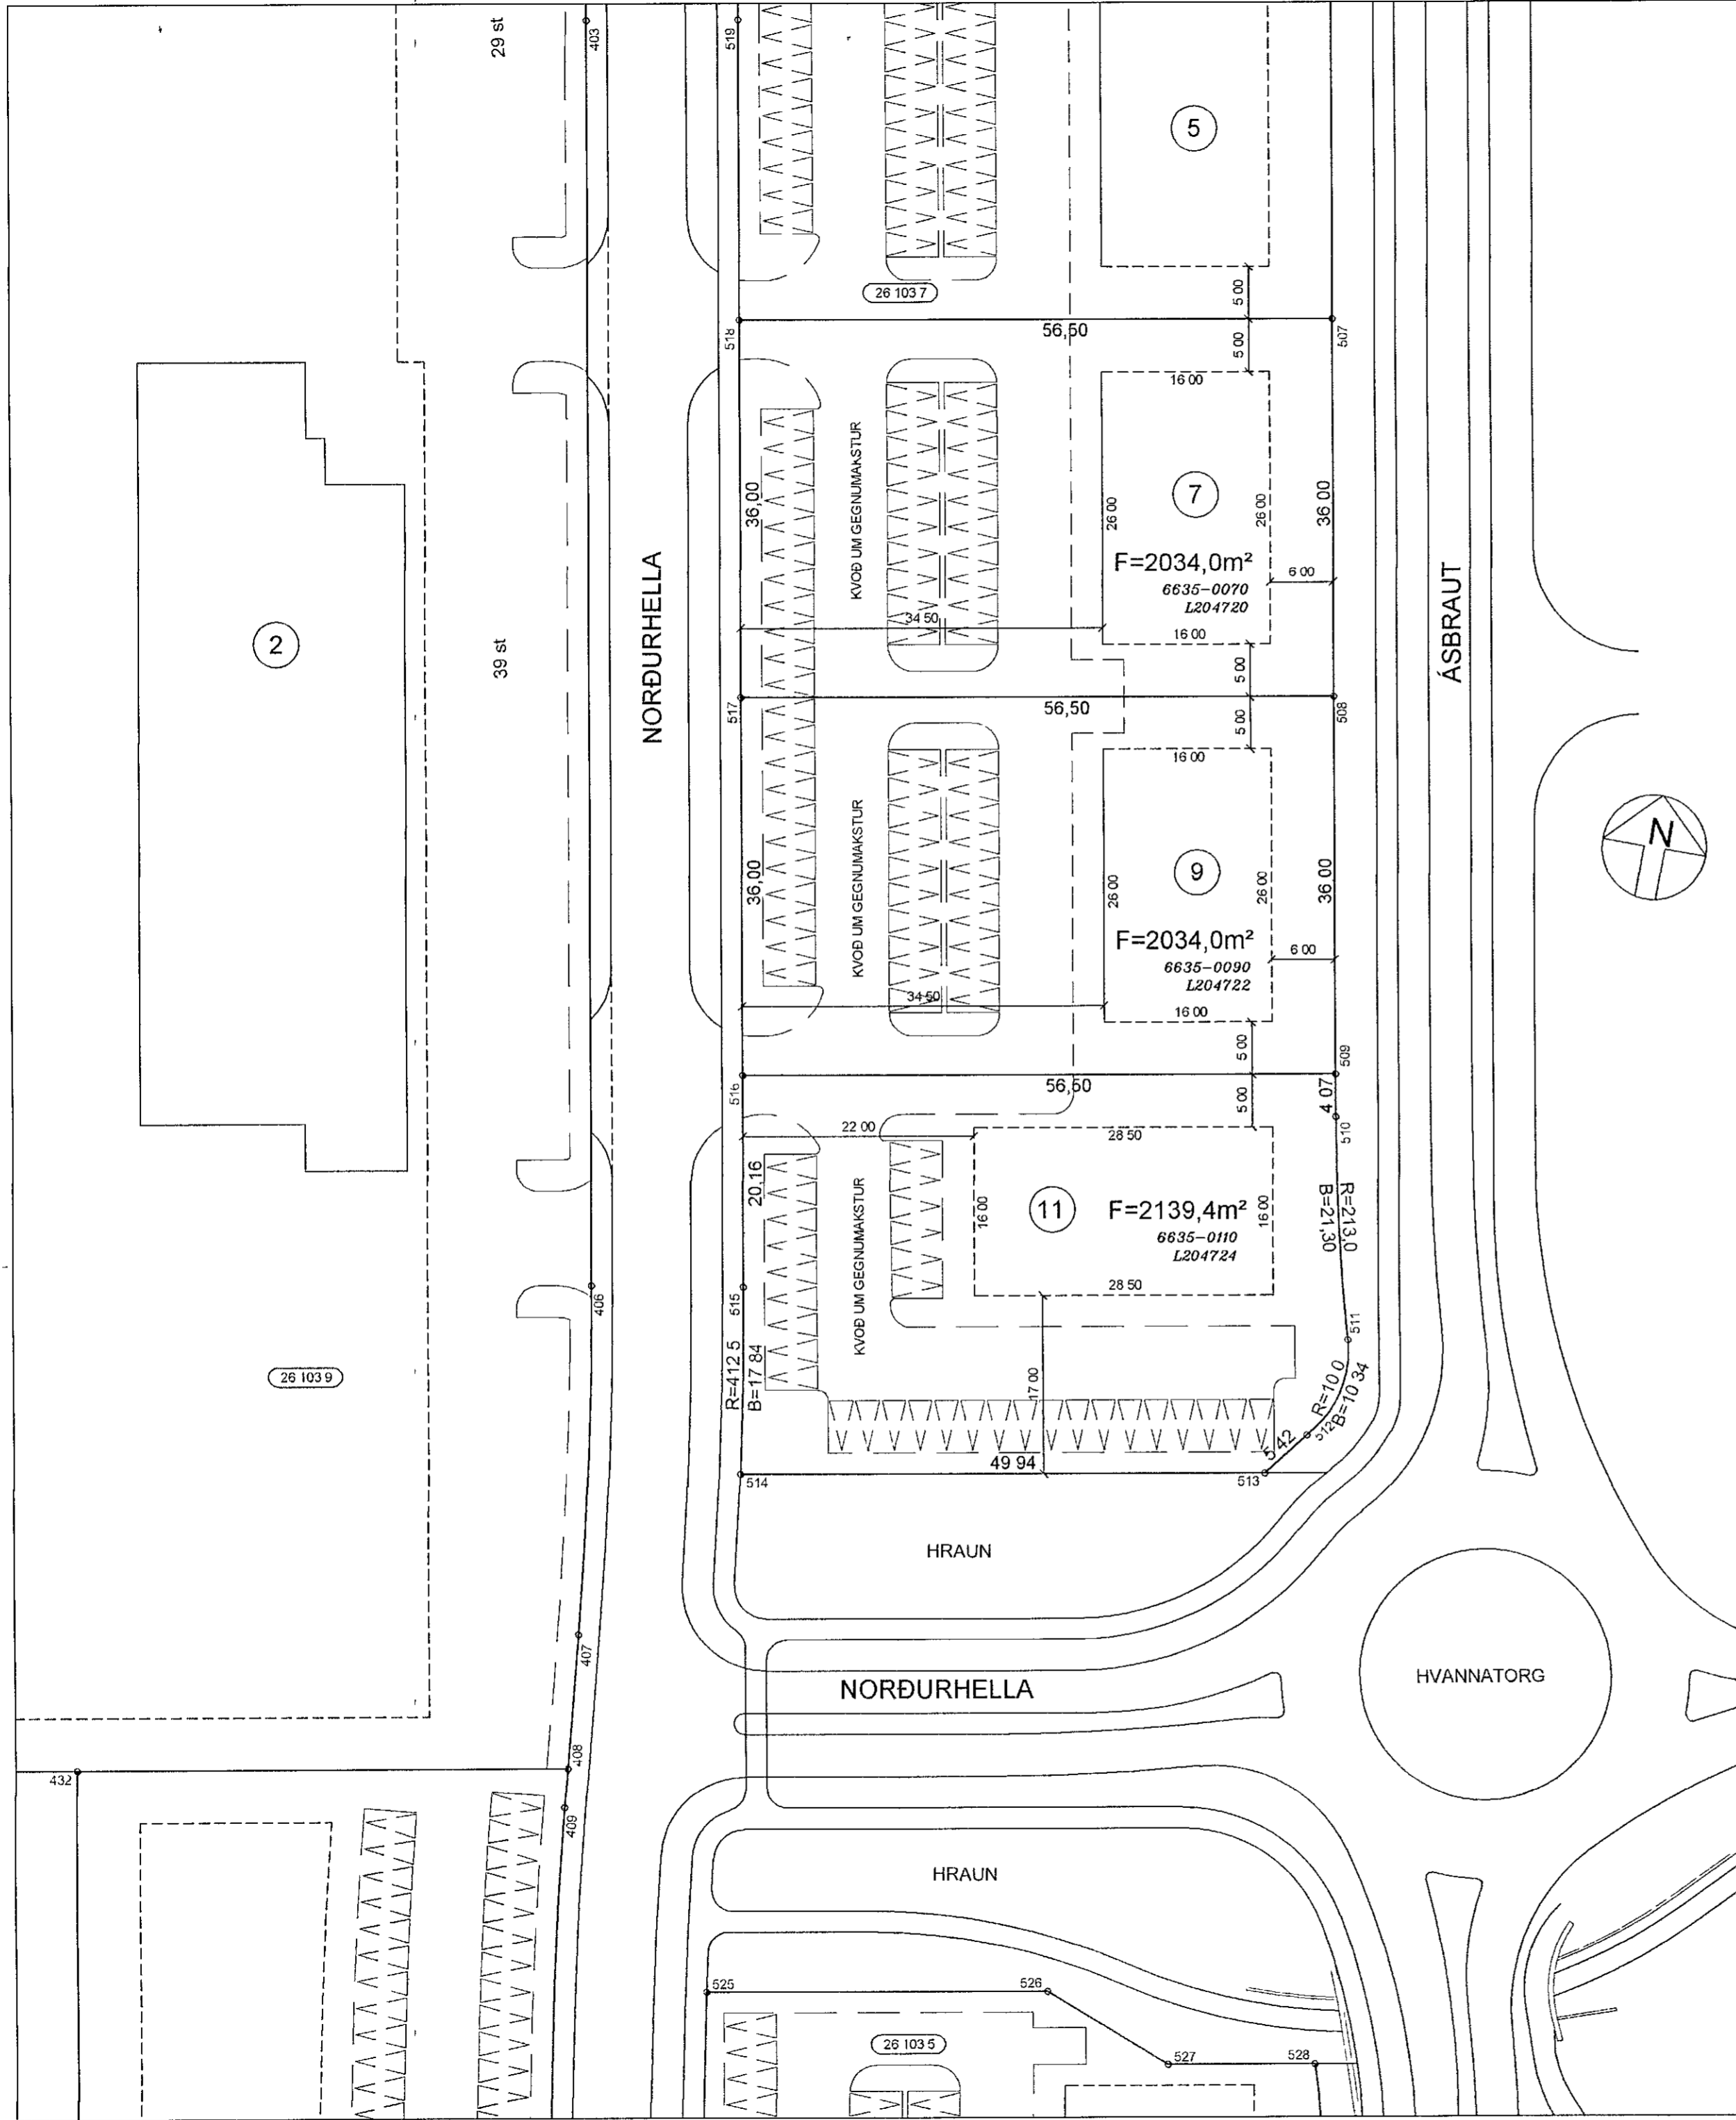 29 st
403
519
5
26 103 7
5 00
518
56,50
507
5 00
16 00
36,00
KVOÐ UM GEGNUMAKSTUR
26 00
7
26 00
36 00
F=2034,0m²
6635-0070
L204720
6 00
34 50
16 00
NORÐURHELLA
ÁSBRAUT
2
39 st
5 00
517
56,50
508
5 00
16 00
N
36,00
KVOÐ UM GEGNUMAKSTUR
26 00
9
26 00
36 00
F=2034,0m²
6635-0090
L204722
6 00
34 50
16 00
5 00
509
516
56,50
5 00
4 07
510
22 00
28 50
20,16
KVOÐ UM GEGNUMAKSTUR
16 00
11
F=2139,4m²
6635-0110
L204724
16 00
R=213,0
B=21,30
28 50
515
406
511
R=412 5
B=17 84
26 103 9
17 00
R=10 0
B=10 34
512
5 42
49 94
514
513
HRAUN
407
NORÐURHELLA
HVANNATORG
408
432
409
HRAUN
525
526
26 103 5
527
528